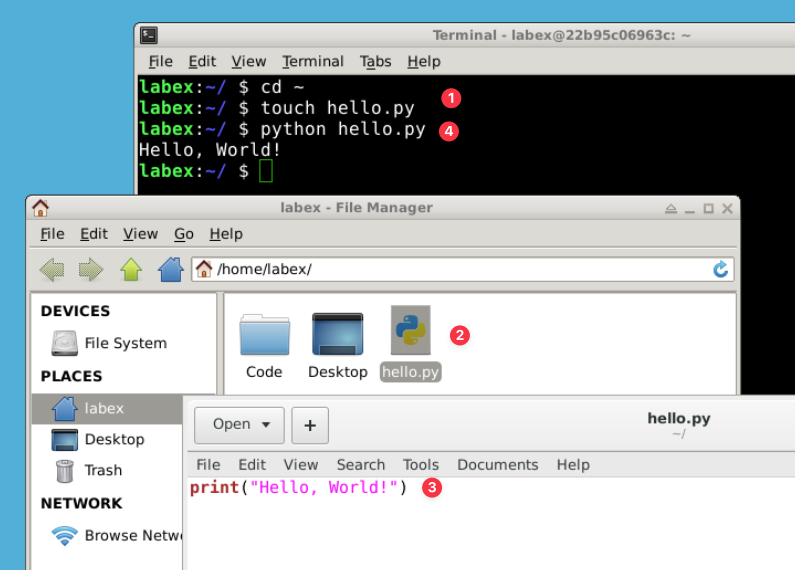 Terminal - labex@22b95c06963c: ~
File Edit View Terminal Tabs Help
labex:~/ $ cd ~
labex:~/ $ touch hello.py
1
labex:~/ $ python hello.py
4
Hello, World!
labex:~/ $
labex - File Manager
File Edit View Go Help
/home/labex/
DEVICES
File System
PLACES
labex
Desktop
Trash
NETWORK
Browse Netw
Code
Desktop
hello.py
2
Open
+
hello.py
~/
File Edit View Search Tools Documents Help
print("Hello, World!")
3